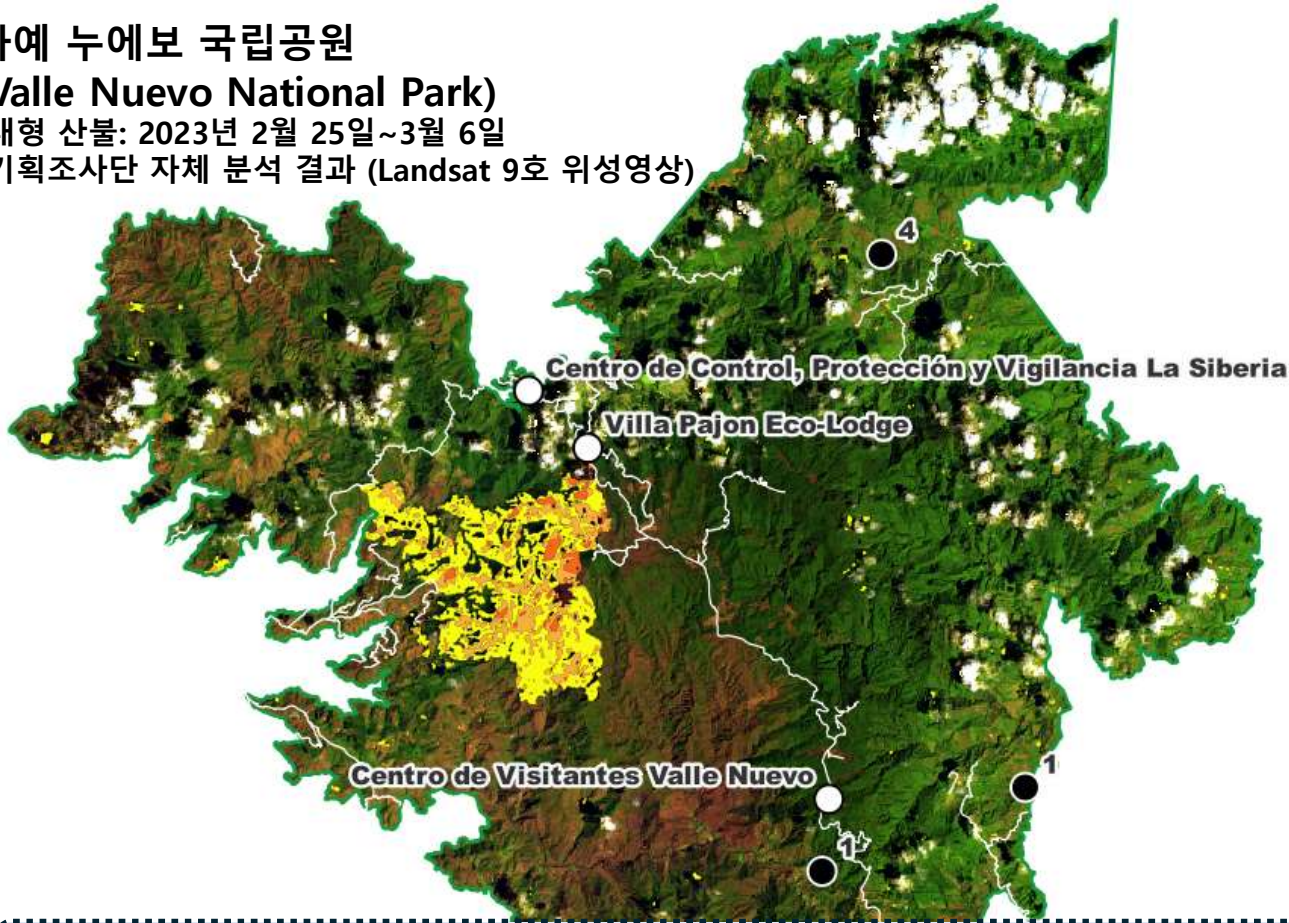 누에보 국립공원
Valle Nuevo National Park)
대형 산불: 2023년 2월 25일~3월 6일
기획조사단 자체 분석 결과 (Landsat 9호 위성영상)
4
Centro de Control, Protección y Vigilancia La Siberia
Villa Pajon Eco-Lodge
1
Centro de Visitantes Valle Nuevo
1